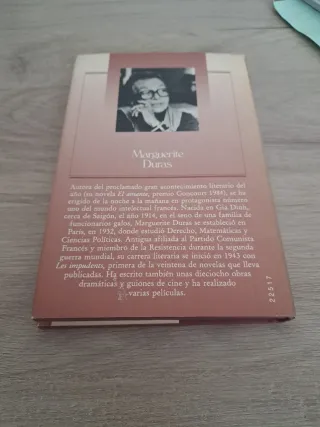 Marguerite
Duras
Autora del proclamado gran acontecimiento literario del
año (su novela El amante, premio Goncourt 1984), se ha
erigido de la noche a la mañana en protagonista número
uno del mundo intelectual francés. Nacida en Gia Dinh,
cerca de Saigón, el año 1914, en el seno de una familia de
funcionarios galos, Marguerite Duras se estableció en
París, en 1932, donde estudió Derecho, Matemáticas y
Ciencias Políticas. Antigua afiliada al Partido Comunista
Francés y miembro de la Resistencia durante la segunda
guerra mundial, su carrera literaria se inició en 1943 con
Los impudentes, primera de la veintena de novelas que lleva
publicadas. Ha escrito también unas dieciocho obras
dramáticas y guiones de cine y ha realizado
varias películas.
22517